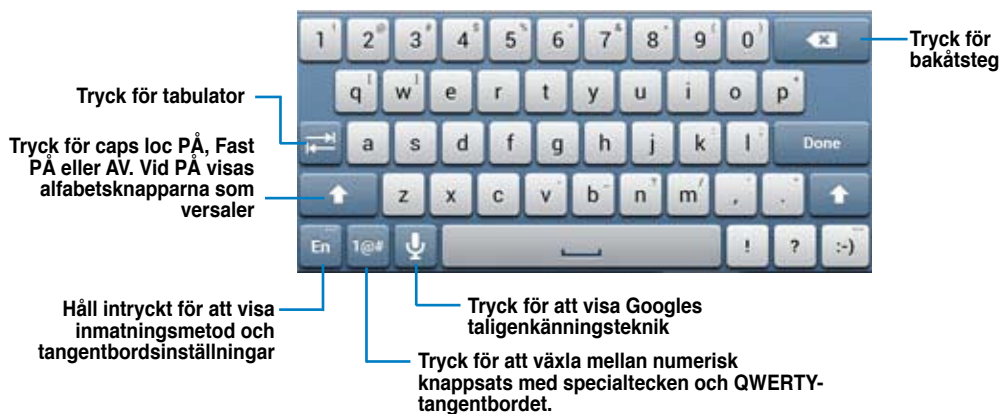 1 ! 2 @ 3 # 4 $ 5 % 6 7 & 8 * 9 ( 0 )
Tryck för
bakåtsteg
q [ w ] e r t y u i o p +
Tryck för tabulator
a s d f g h j k : l ; Done
Tryck för caps loc PÅ, Fast
PÅ eller AV. Vid PÅ visas
alfabetsknapparna som
versaler
z x c v b n ? m / , .
En 1@# ! ? :-)
Håll intryckt för att visa
inmatningsmetod och
tangentbordsinställningar
Tryck för att visa Googles
taligenkänningsteknik
Tryck för att växla mellan numerisk
knappsats med specialtecken och QWERTY-
tangentbordet.